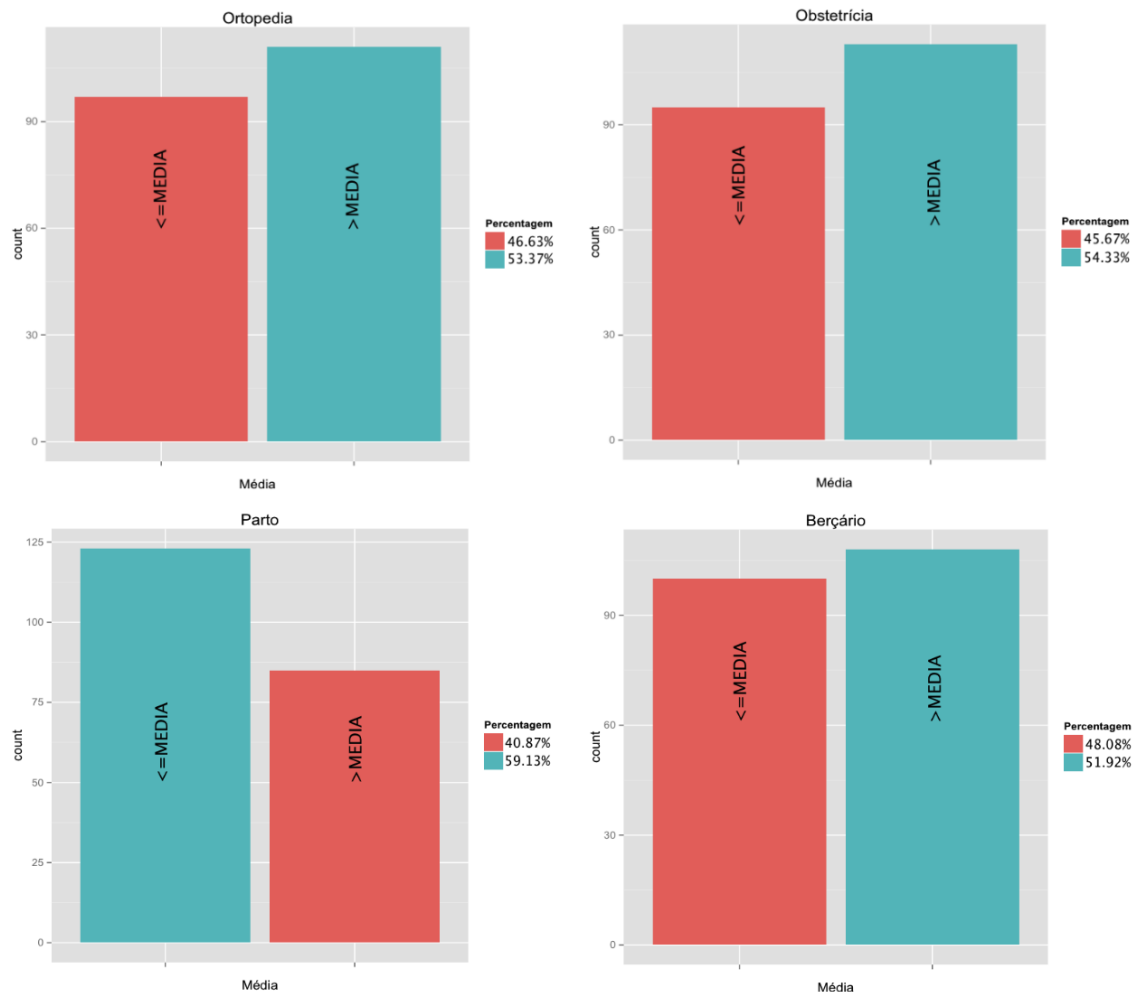 Ortopedia
90
60
30
0
count
<=MEDIA
>MEDIA
Média
Percentagem
46.63%
53.37%
Obstetrícia
90
60
30
0
count
<=MEDIA
>MEDIA
Média
Percentagem
45.67%
54.33%
Parto
125
100
75
50
25
0
count
<=MEDIA
>MEDIA
Média
Percentagem
40.87%
59.13%
Berçário
90
60
30
0
count
<=MEDIA
>MEDIA
Média
Percentagem
48.08%
51.92%